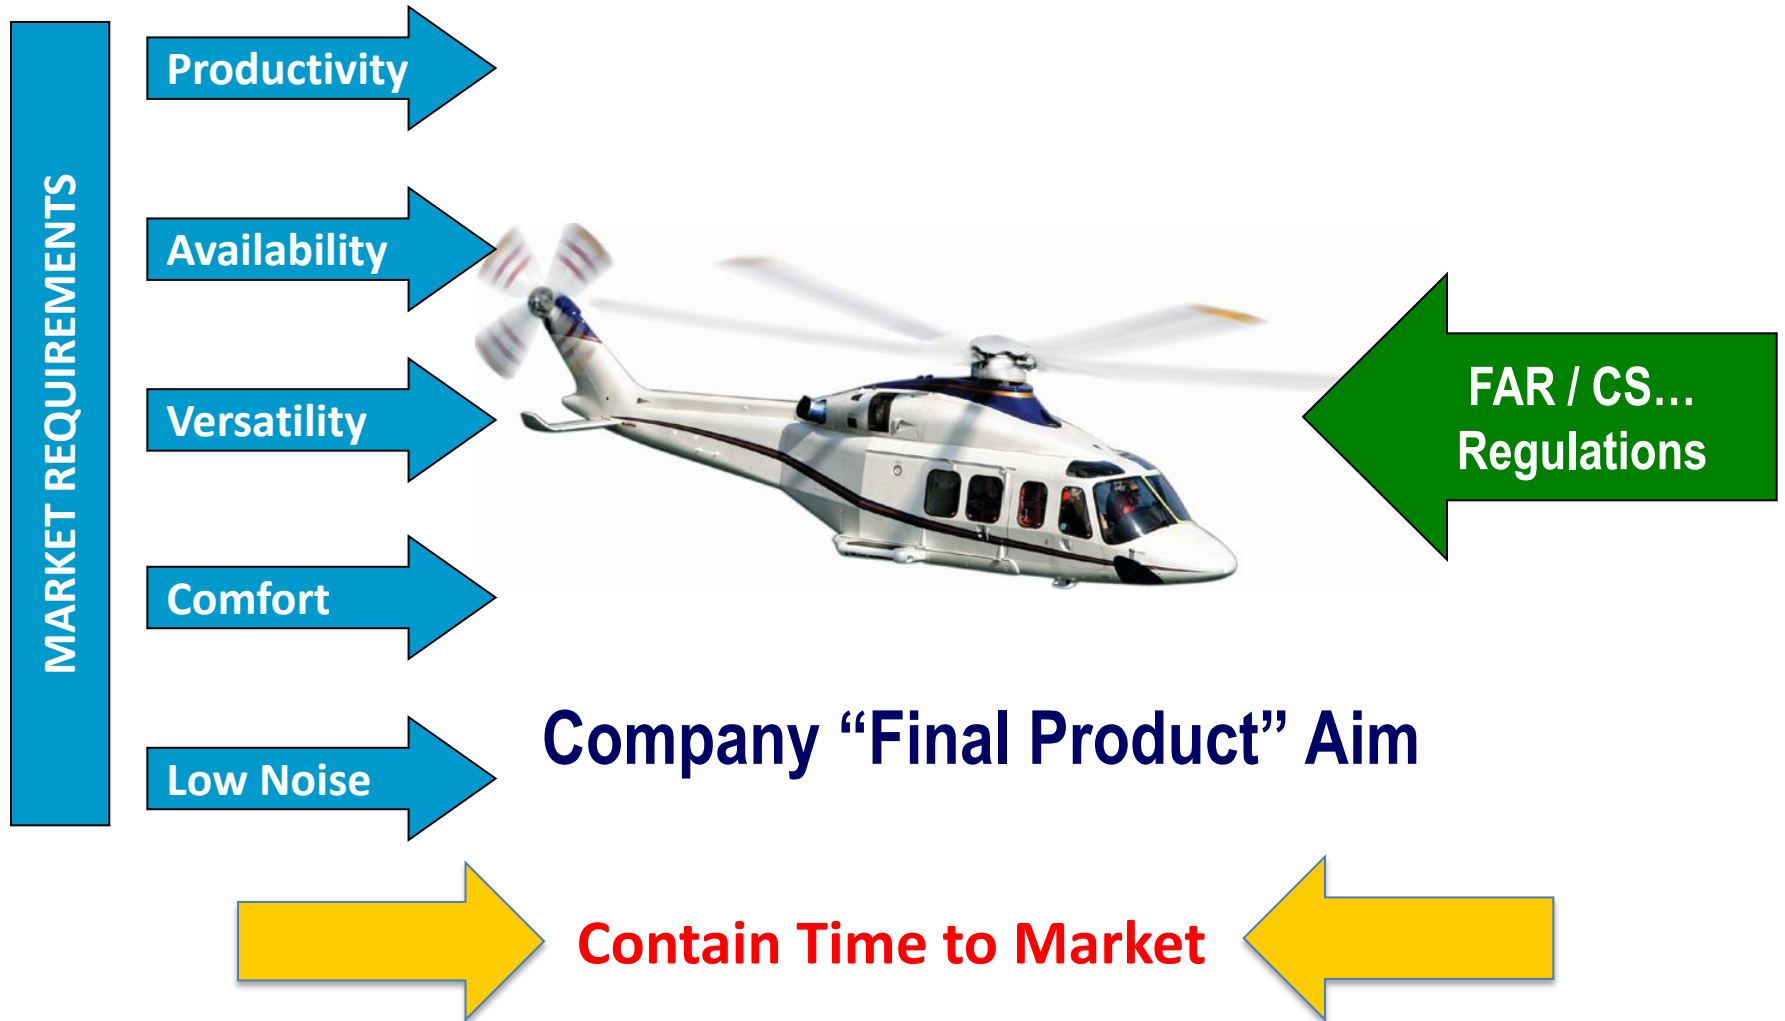 MARKET REQUIREMENTS
Productivity
Availability
Versatility
Comfort
Low Noise
FAR / CS...
Regulations
Company “Final Product” Aim
Contain Time to Market